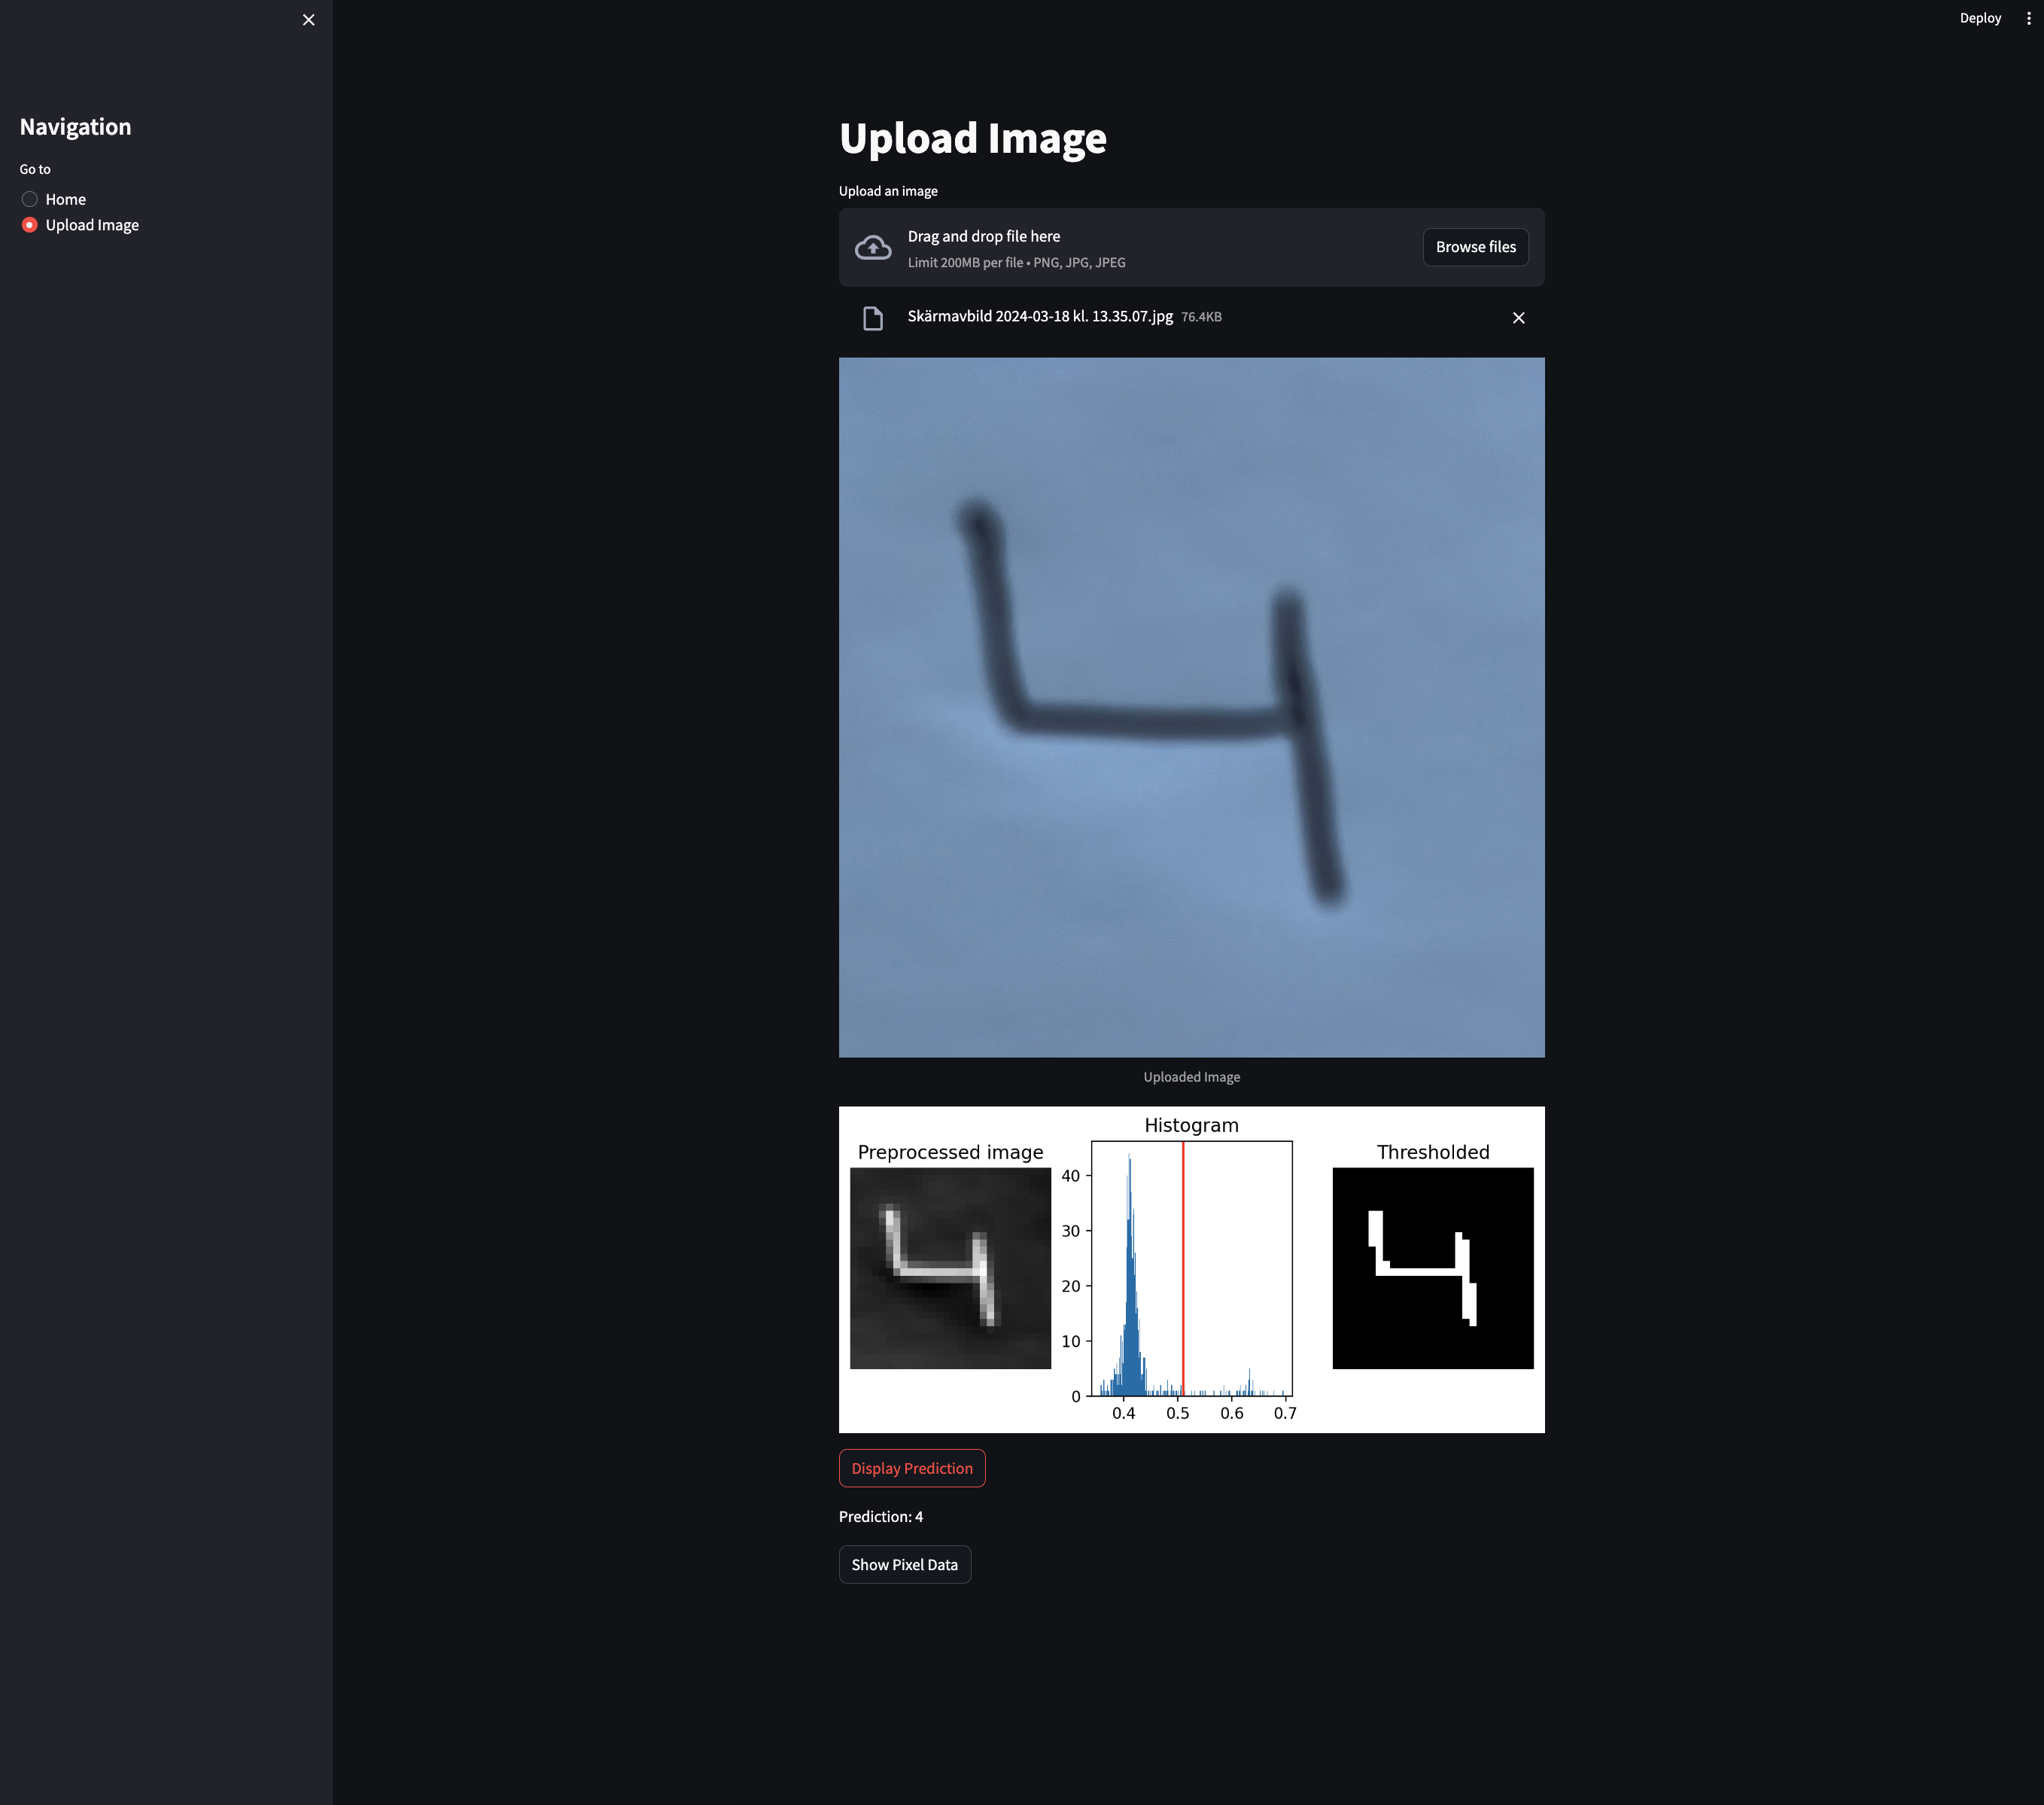 Deploy
Navigation
Go to
Home
Upload Image
Upload Image
Upload an image
Drag and drop file here
Limit 200MB per file • PNG, JPG, JPEG
Browse files
Skärmavbild 2024-03-18 kl. 13.35.07.jpg 76.4KB
4
Uploaded Image
Preprocessed image
4
Histogram
40
30
20
10
0
0.4 0.5 0.6 0.7
Thresholded
4
Display Prediction
Prediction: 4
Show Pixel Data